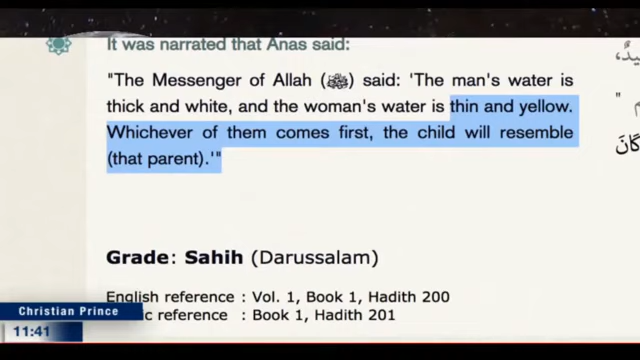 It was narrated that Anas said:
"The Messenger of Allah (ﷺ) said: 'The man's water is
thick and white, and the woman's water is thin and yellow.
Whichever of them comes first, the child will resemble
(that parent).'"
Grade: Sahih (Darussalam)
English reference : Vol. 1, Book 1, Hadith 200
reference : Book 1, Hadith 201
Christian Prince
11:41